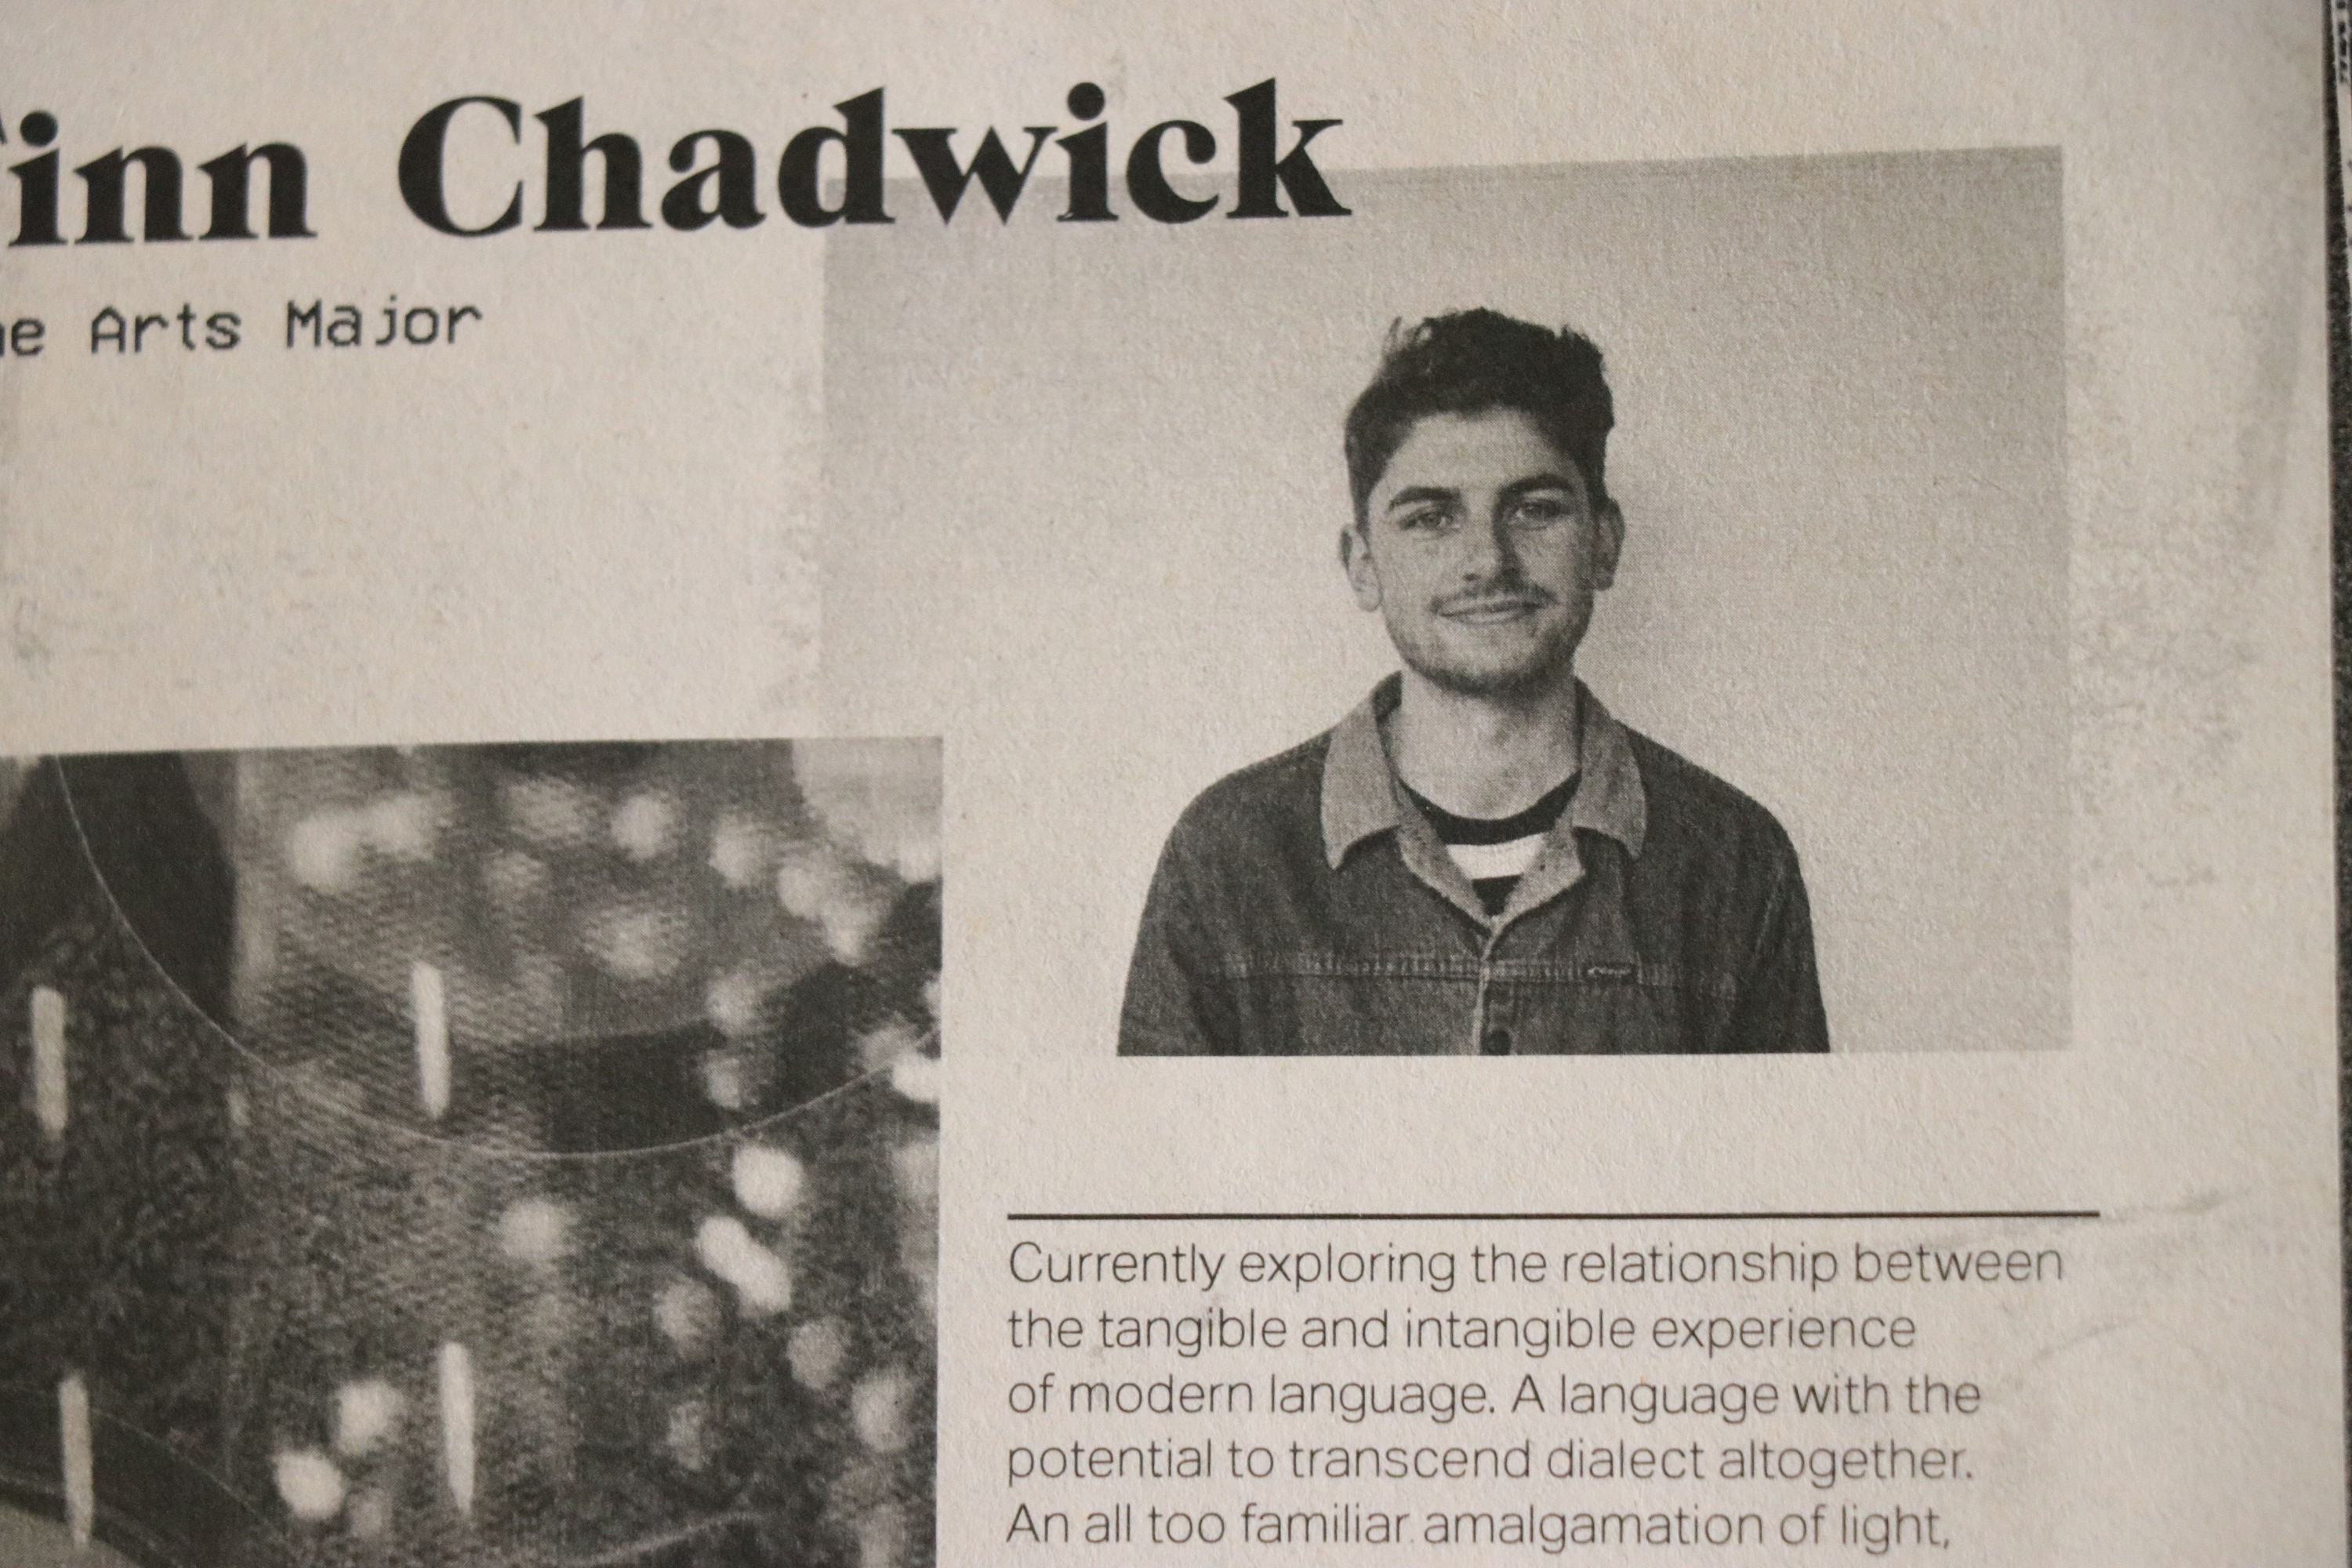 Finn Chadwick
Arts Major
Currently exploring the relationship between
the tangible and intangible experience
of modern language. A language with the
potential to transcend dialect altogether.
An all too familiar amalgamation of light,